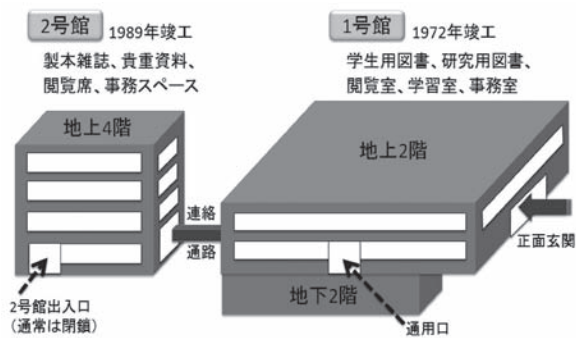 2号館 1989年竣工
製本雑誌、貴重資料、
閲覧席、事務スペース
1号館 1972年竣工
学生用図書、研究用図書、
閲覧室、学習室、事務室
地上4階
地上2階
連絡
通路
正面玄関
地下2階
2号館出入口
(通常は閉鎖)
通用口